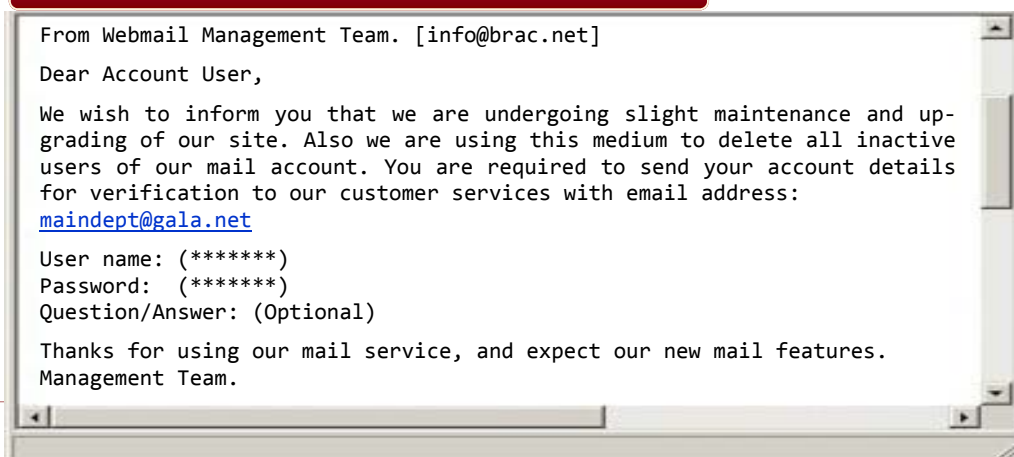 From Webmail Management Team. [info@brac.net]
Dear Account User,
We wish to inform you that we are undergoing slight maintenance and up-
grading of our site. Also we are using this medium to delete all inactive
users of our mail account. You are required to send your account details
for verification to our customer services with email address:
maindept@gala.net
User name: (*******)
Password: (*******)
Question/Answer: (Optional)
Thanks for using our mail service, and expect our new mail features.
Management Team.